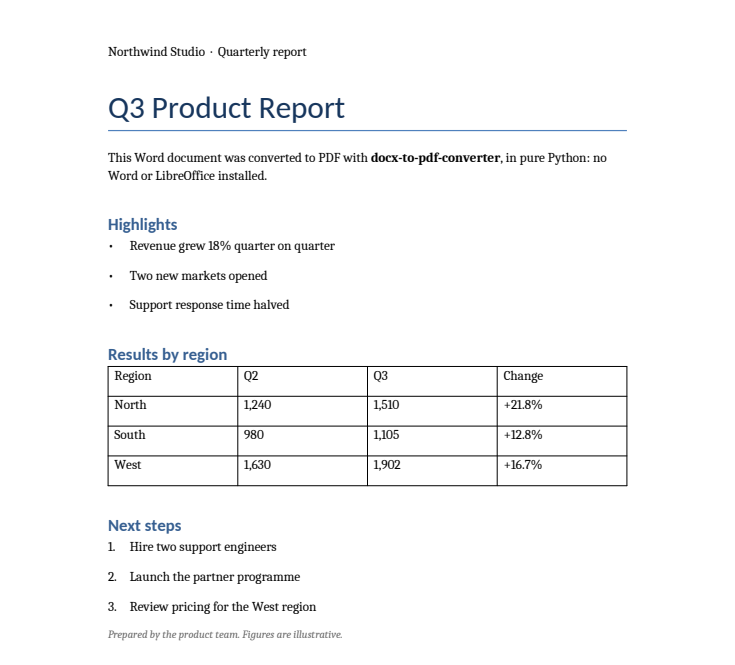 Northwind Studio · Quarterly report
Q3 Product Report
This Word document was converted to PDF with docx-to-pdf-converter, in pure Python: no
Word or LibreOffice installed.
Highlights
• Revenue grew 18% quarter on quarter
• Two new markets opened
• Support response time halved
Results by region
Region Q2 Q3 Change
North 1,240 1,510 +21.8%
South 980 1,105 +12.8%
West 1,630 1,902 +16.7%
Next steps
1. Hire two support engineers
2. Launch the partner programme
3. Review pricing for the West region
Prepared by the product team. Figures are illustrative.